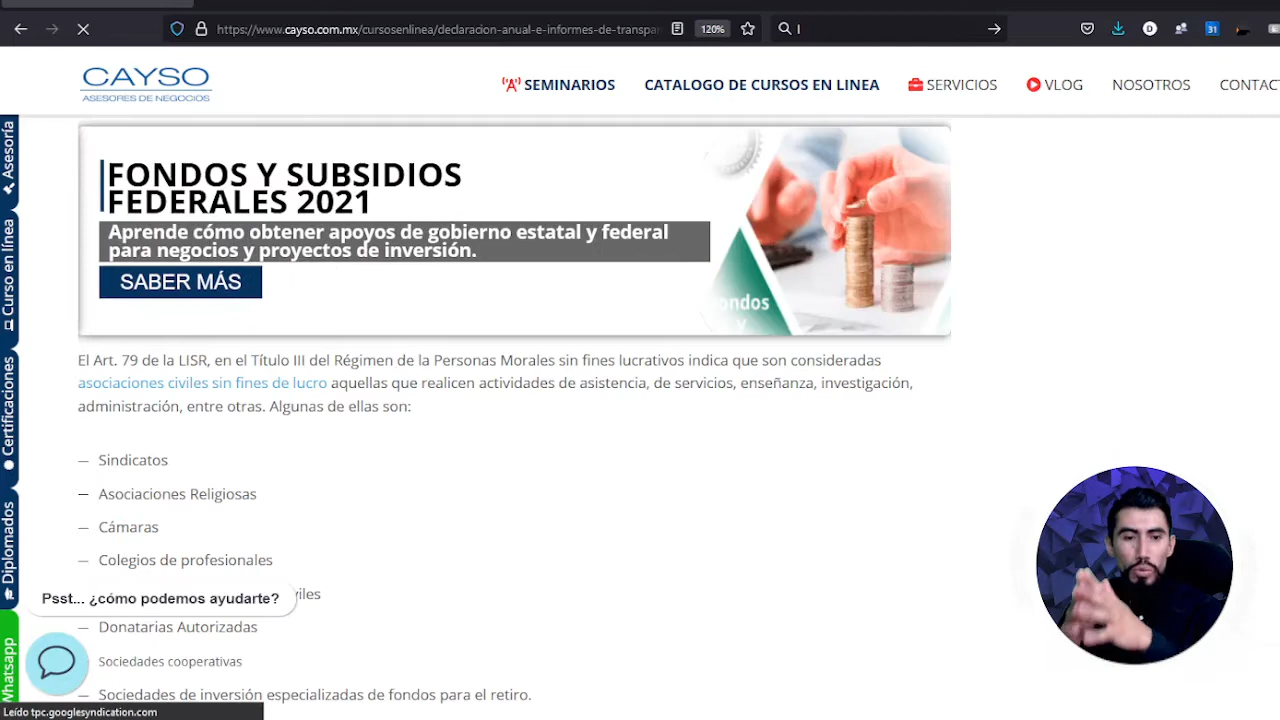 https://www.cayso.com.mx/cursosenlinea/declaracion-anual-e-informes-de-transpar
120%
I
D
31
CAYSO
ASESORES DE NEGOCIOS
SEMINARIOS
CATALOGO DE CURSOS EN LINEA
SERVICIOS
VLOG
NOSOTROS
CONTAC
Asesoría
Curso en línea
Certificaciones
Diplomados
Whatsapp
FONDOS Y SUBSIDIOS
FEDERALES 2021
Aprende cómo obtener apoyos de gobierno estatal y federal
para negocios y proyectos de inversión.
SABER MÁS
ondos
y
El Art. 79 de la LISR, en el Título III del Régimen de la Personas Morales sin fines lucrativos indica que son consideradas
asociaciones civiles sin fines de lucro aquellas que realicen actividades de asistencia, de servicios, enseñanza, investigación,
administración, entre otras. Algunas de ellas son:
— Sindicatos
— Asociaciones Religiosas
— Cámaras
— Colegios de profesionales
viles
Psst... ¿cómo podemos ayudarte?
— Donatarias Autorizadas
Sociedades cooperativas
— Sociedades de inversión especializadas de fondos para el retiro.
Leído tpc.googlesyndication.com